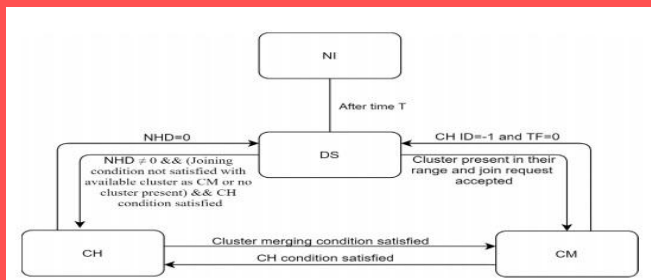 NI
After time T
NHD=0
CH ID=-1 and TF=0
DS
NHD ≠ 0 && (Joining
condition not satisfied with
available cluster as CM or no
cluster present) && CH
condition satisfied
Cluster present in their
range and join request
accepted
CH
Cluster merging condition satisfied
CH condition satisfied
CM